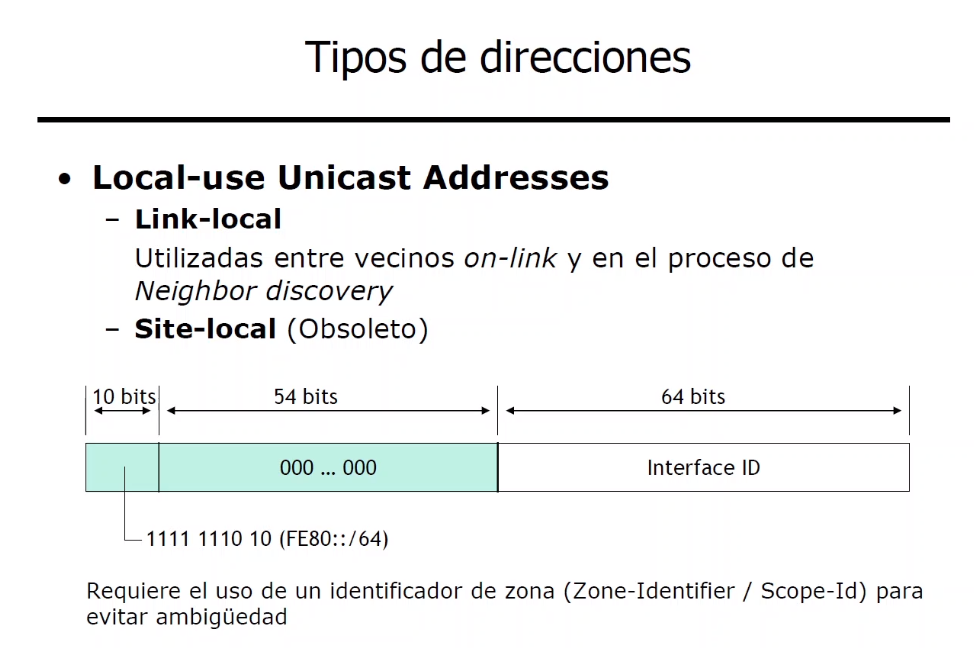 Tipos de direcciones
• Local-use Unicast Addresses
– Link-local
Utilizadas entre vecinos on-link y en el proceso de
Neighbor discovery
– Site-local (Obsoleto)
10 bits 54 bits 64 bits
000 ... 000 Interface ID
1111 1110 10 (FE80::/64)
Requiere el uso de un identificador de zona (Zone-Identifier / Scope-Id) para
evitar ambigüedad